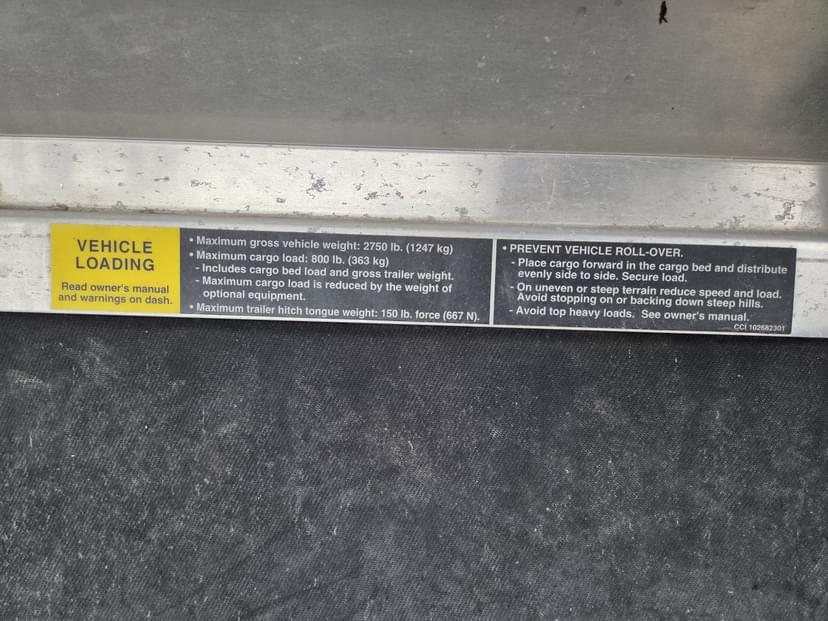 VEHICLE
LOADING
Read owner's manual
and warnings on dash.
• Maximum gross vehicle weight: 2750 lb. (1247 kg)
• Maximum cargo load: 800 lb. (363 kg)
- Includes cargo bed load and gross trailer weight.
- Maximum cargo load is reduced by the weight of
optional equipment.
• Maximum trailer hitch tongue weight: 150 lb. force (667 N).
• PREVENT VEHICLE ROLL-OVER.
- Place cargo forward in the cargo bed and distribute
evenly side to side. Secure load.
- On uneven or steep terrain reduce speed and load.
Avoid stopping on or backing down steep hills.
- Avoid top heavy loads. See owner's manual.
CCI 102682301